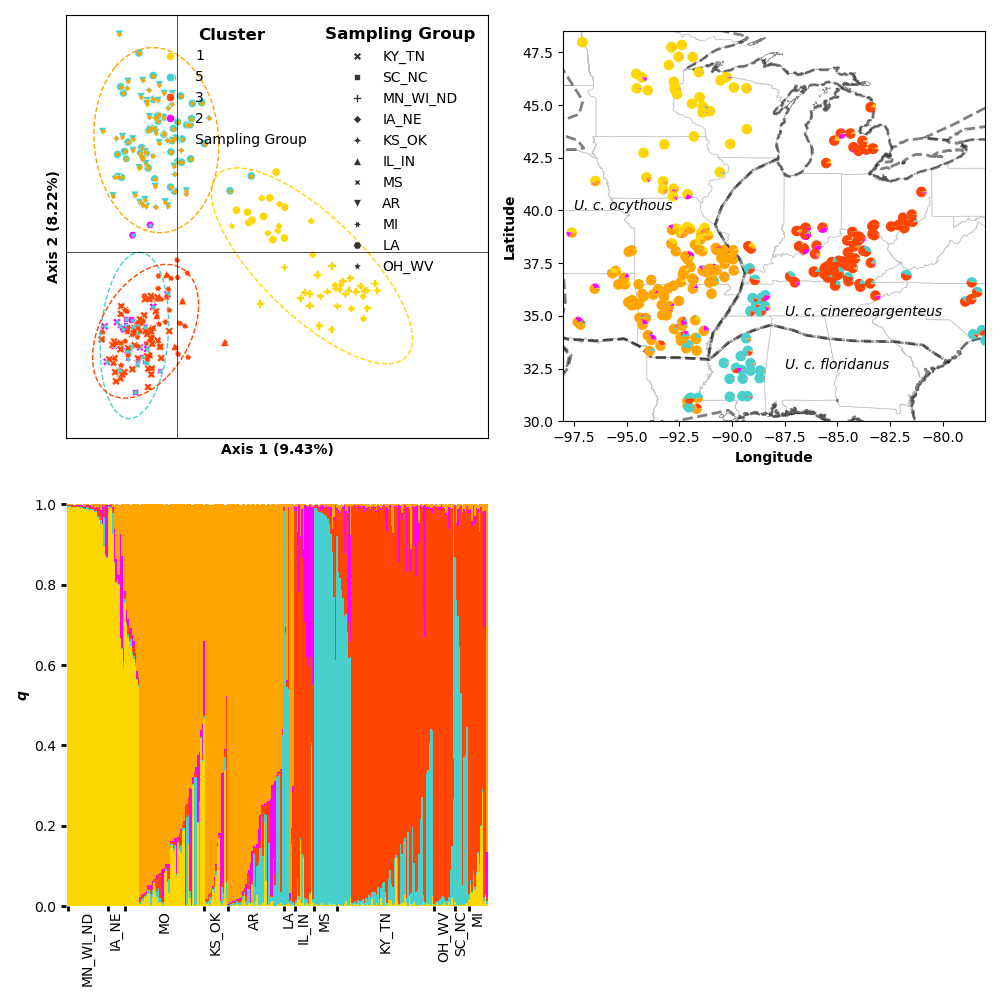 Cluster
1
5
3
2
Sampling Group
Sampling Group
KY_TN
SC_NC
MN_WI_ND
IA_NE
KS_OK
IL_IN
MS
AR
MI
LA
OH_WV
Axis 2 (8.22%)
Axis 1 (9.43%)
Latitude
47.5
45.0
42.5
40.0
37.5
35.0
32.5
30.0
U. c. ocythous
U. c. cinereoargenteus
U. c. floridanus
−97.5 −95.0 −92.5 −90.0 −87.5 −85.0 −82.5 −80.0
Longitude
q
1.0
0.8
0.6
0.4
0.2
0.0
MN_WI_ND
IA_NE
MO
KS_OK
AR
LA
IL_IN
MS
KY_TN
OH_WV
SC_NC
MI